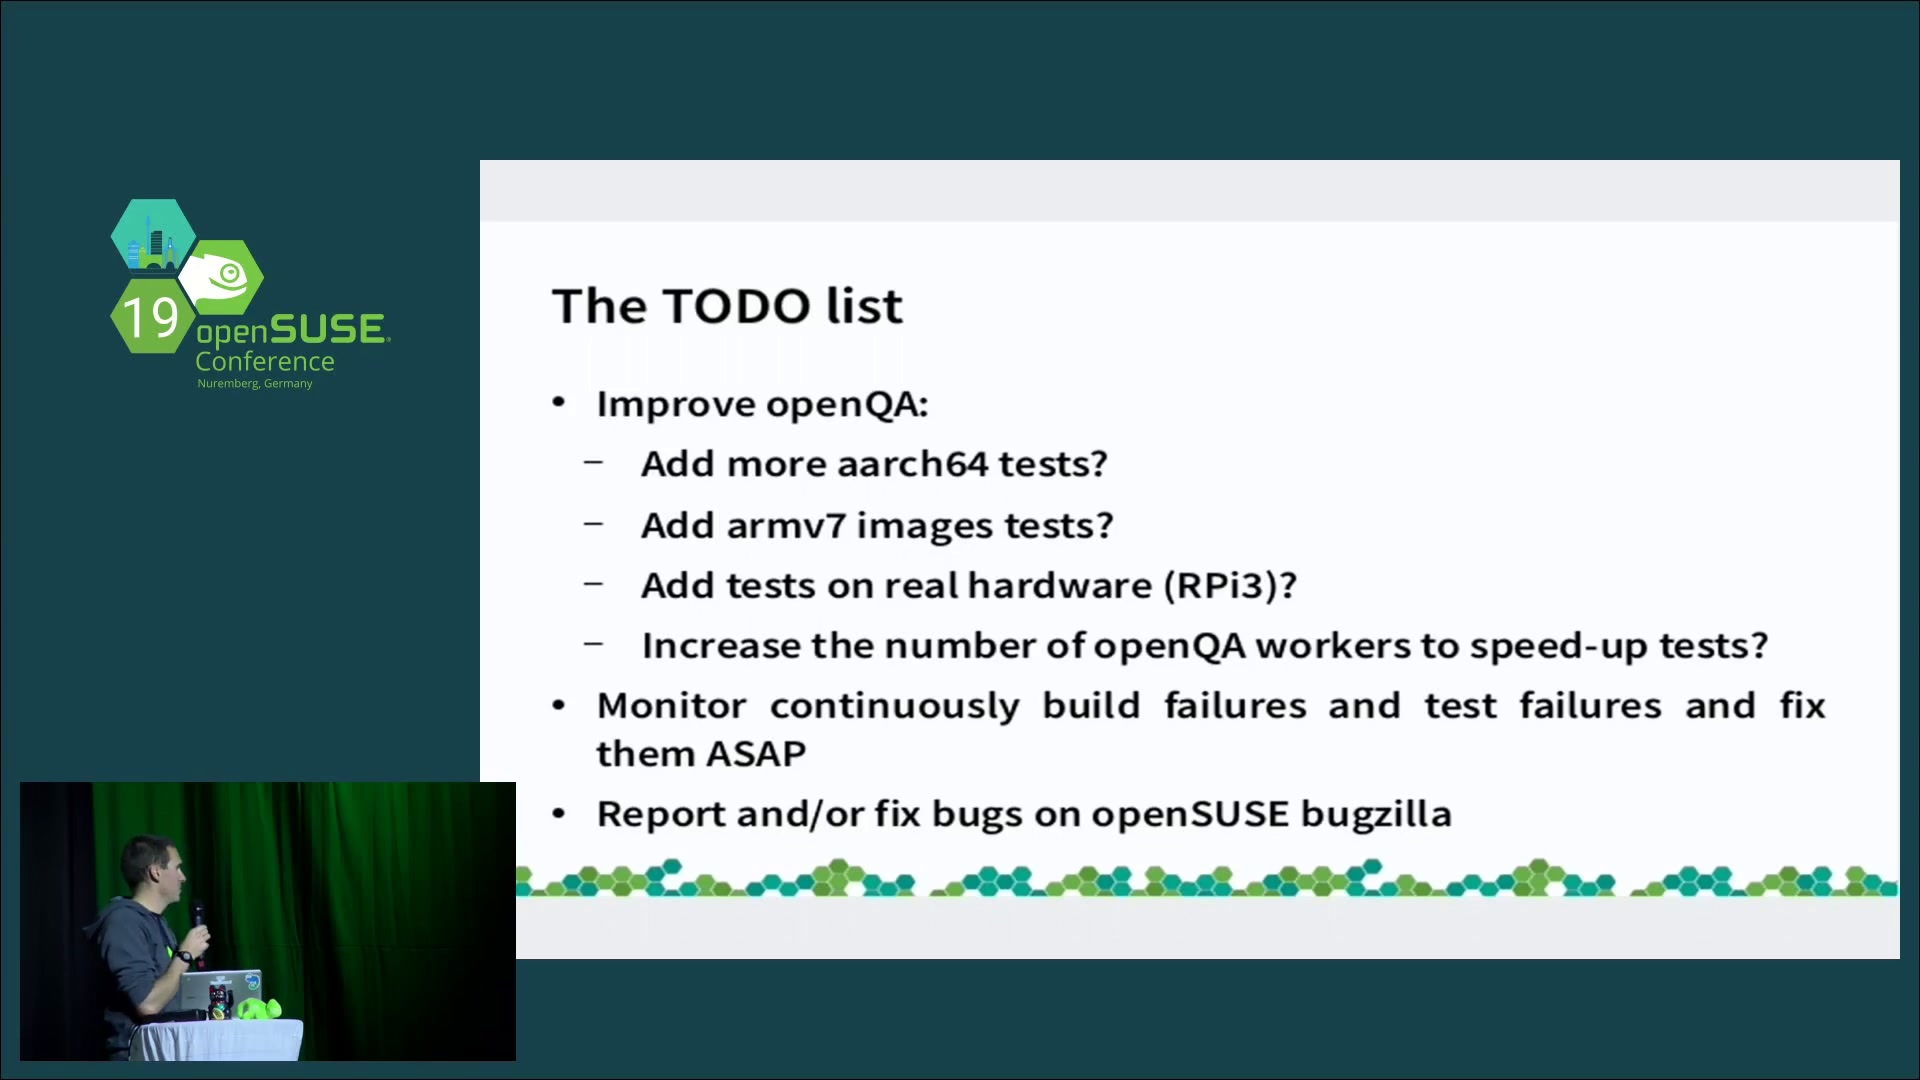 19
openSUSE
Conference
Nuremberg, Germany
The TODO list
• Improve openQA:
– Add more aarch64 tests?
– Add armv7 images tests?
– Add tests on real hardware (RPi3)?
– Increase the number of openQA workers to speed-up tests?
• Monitor continuously build failures and test failures and fix
them ASAP
• Report and/or fix bugs on openSUSE bugzilla